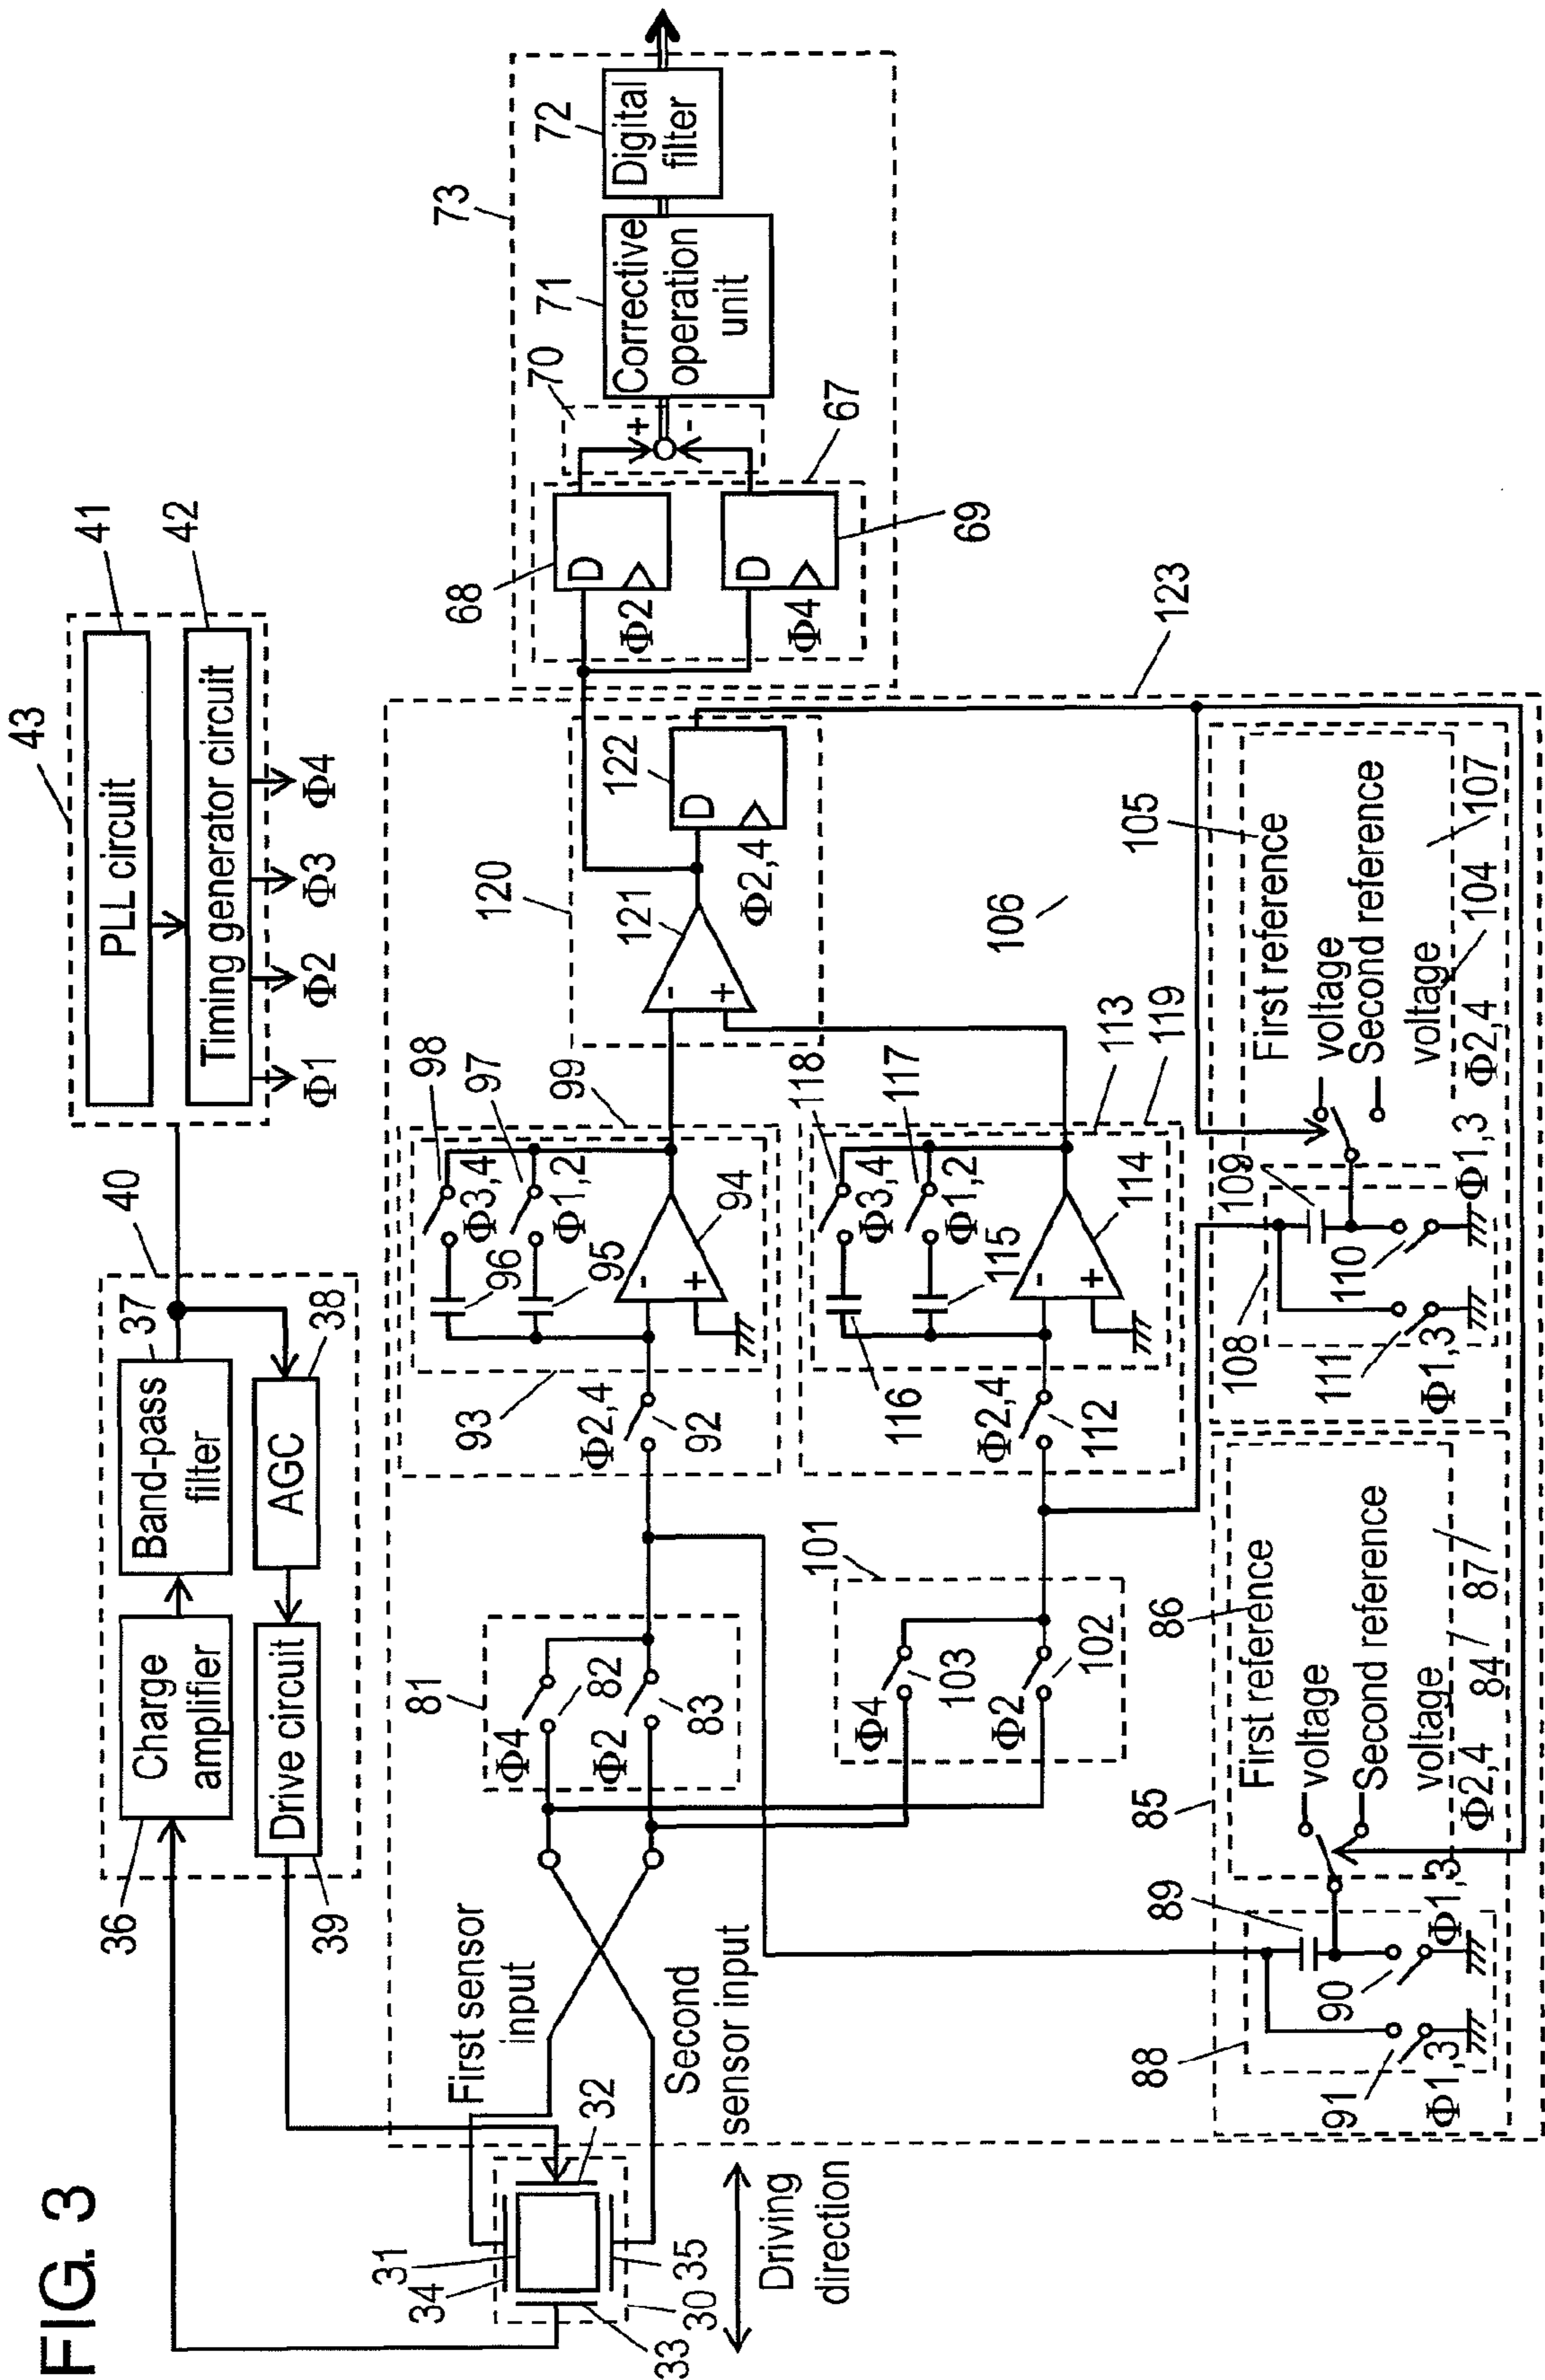 FIG. 3
43
41
PLL circuit
42
Timing generator circuit
Φ1
Φ2
Φ3
Φ4
40
36
Charge
amplifier
37
Band-pass
filter
38
AGC
39
Drive circuit
73
72
Digital
filter
71
Corrective
operation
unit
70
+
-
67
68
D
Φ2
69
D
Φ4
123
First sensor
input
Second
sensor input
31
34
32
35
30
33
Driving
direction
81
Φ4
82
Φ2
83
101
Φ4
103
Φ2
102
Φ2,4
92
93
98
97
99
Φ3,4
Φ1,2
96
95
94
-
+
Φ2,4
112
118
117
113
119
Φ3,4
Φ1,2
116
115
114
-
+
120
121
-
+
122
D
Φ2,4
106
85
86
First reference
voltage
Second reference
voltage
Φ2,4
84
87
88
89
90
Φ1,3
91
Φ1,3
105
First reference
voltage
Second reference
voltage
Φ2,4
104
107
108
109
110
Φ1,3
111
Φ1,3